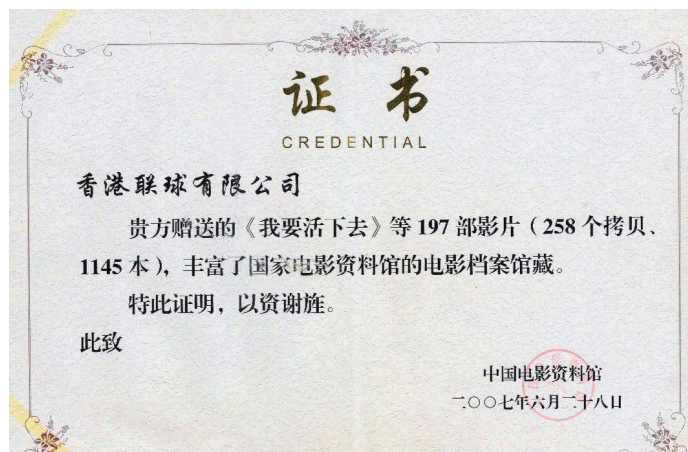 证书
CREDENTIAL
香港联球有限公司
贵方赠送的《我要活下去》等197部影片（258个拷贝、
1145本），丰富了国家电影资料馆的电影档案馆藏。
特此证明，以资谢旌。
此致
中国电影资料馆
二〇〇七年六月二十八日